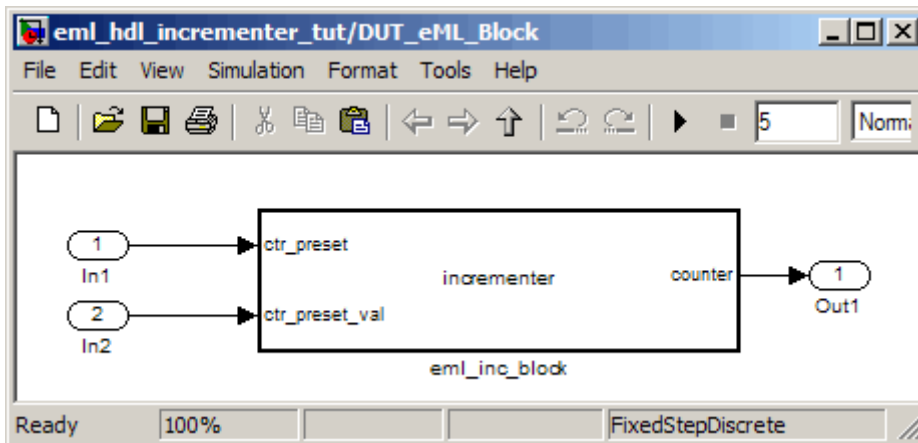 eml_hdl_incrementer_tut/DUT_eML_Block
File Edit View Simulation Format Tools Help
5 Norma
1 ctr_preset incrementer counter 1
In1 Out1
2 ctr_preset_val
In2
eml_inc_block
Ready 100% FixedStepDiscrete